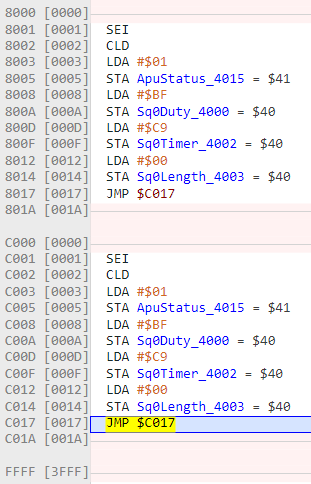 8000 [0000]
8001 [0001] SEI
8002 [0002] CLD
8003 [0003] LDA #$01
8005 [0005] STA ApuStatus_4015 = $41
8008 [0008] LDA #$BF
800A [000A] STA Sq0Duty_4000 = $40
800D [000D] LDA #$C9
800F [000F] STA Sq0Timer_4002 = $40
8012 [0012] LDA #$00
8014 [0014] STA Sq0Length_4003 = $40
8017 [0017] JMP $C017
801A [001A]
C000 [0000]
C001 [0001] SEI
C002 [0002] CLD
C003 [0003] LDA #$01
C005 [0005] STA ApuStatus_4015 = $41
C008 [0008] LDA #$BF
C00A [000A] STA Sq0Duty_4000 = $40
C00D [000D] LDA #$C9
C00F [000F] STA Sq0Timer_4002 = $40
C012 [0012] LDA #$00
C014 [0014] STA Sq0Length_4003 = $40
C017 [0017] JMP $C017
C01A [001A]
FFFF [3FFF]